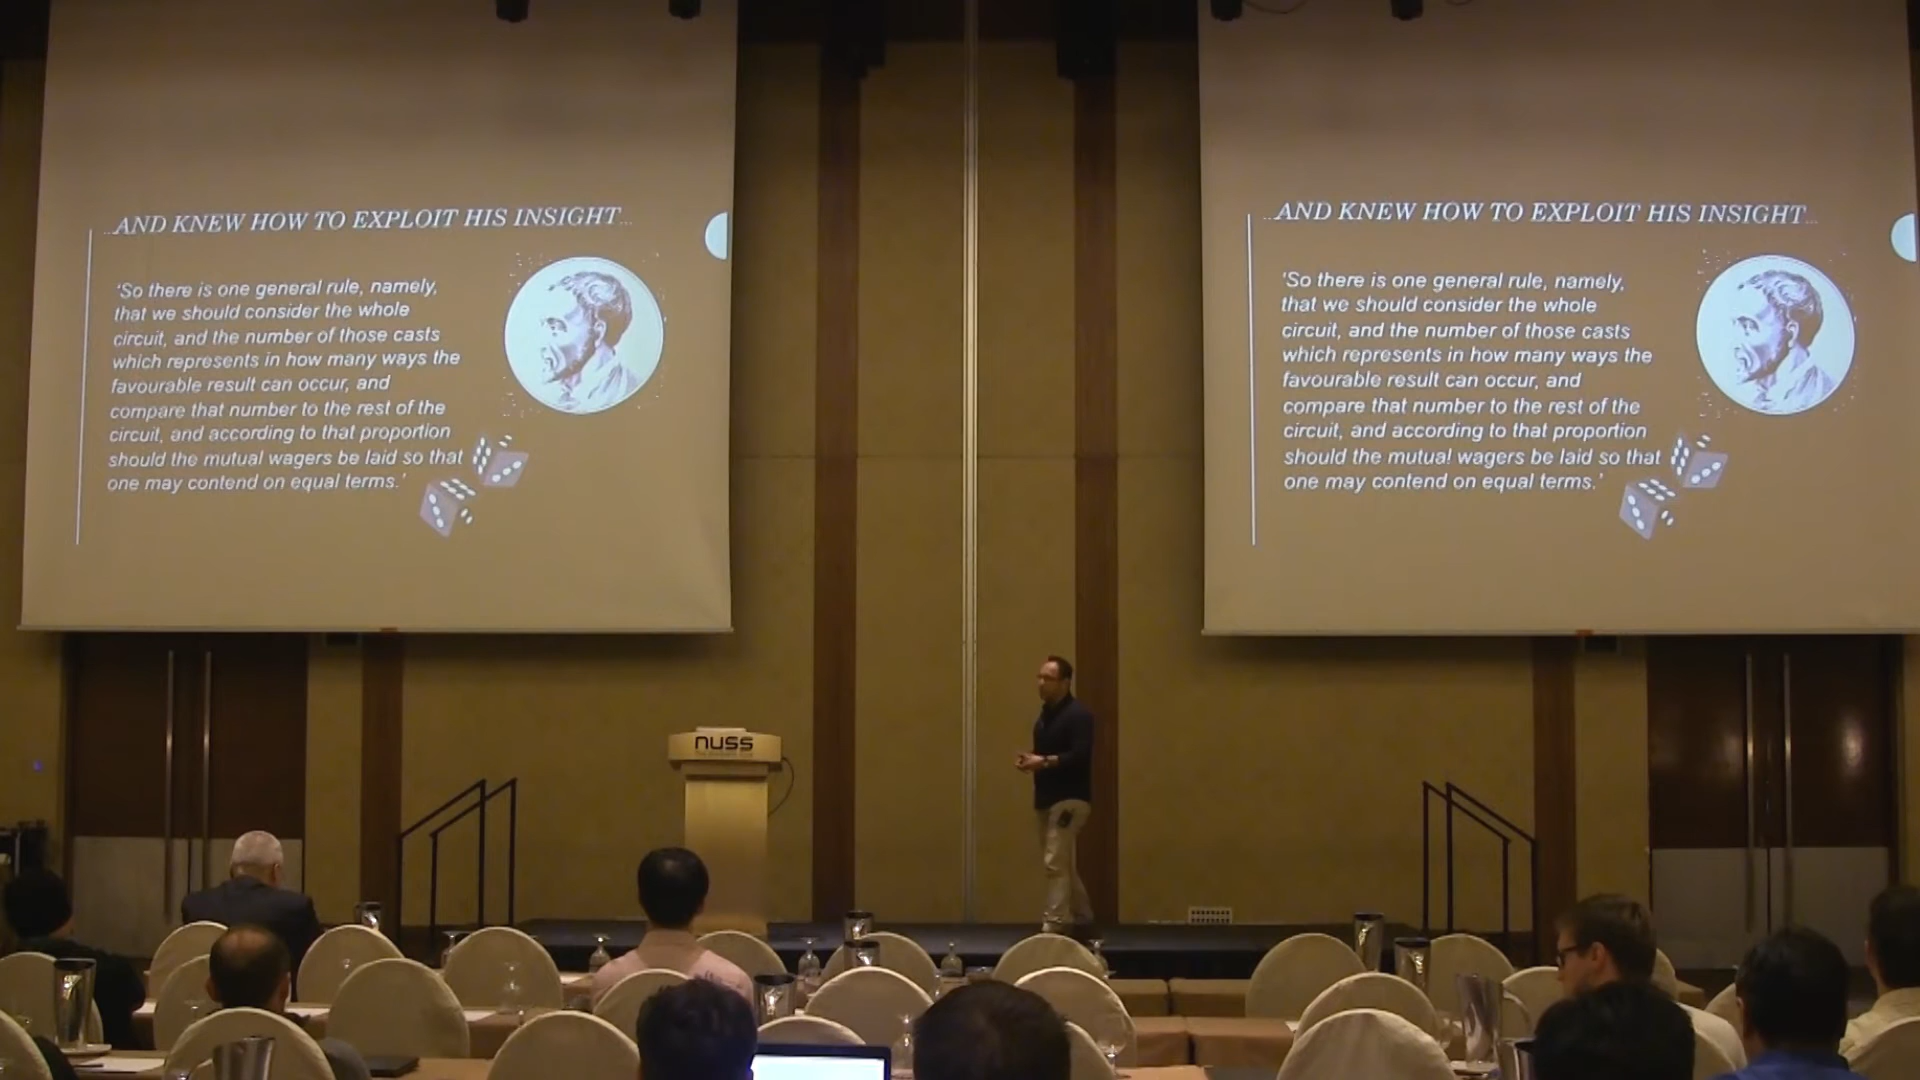 ...AND KNEW HOW TO EXPLOIT HIS INSIGHT...
'So there is one general rule, namely,
that we should consider the whole
circuit, and the number of those casts
which represents in how many ways the
favourable result can occur, and
compare that number to the rest of the
circuit, and according to that proportion
should the mutual wagers be laid so that
one may contend on equal terms.'
...AND KNEW HOW TO EXPLOIT HIS INSIGHT...
'So there is one general rule, namely,
that we should consider the whole
circuit, and the number of those casts
which represents in how many ways the
favourable result can occur, and
compare that number to the rest of the
circuit, and according to that proportion
should the mutual wagers be laid so that
one may contend on equal terms.'
nuss